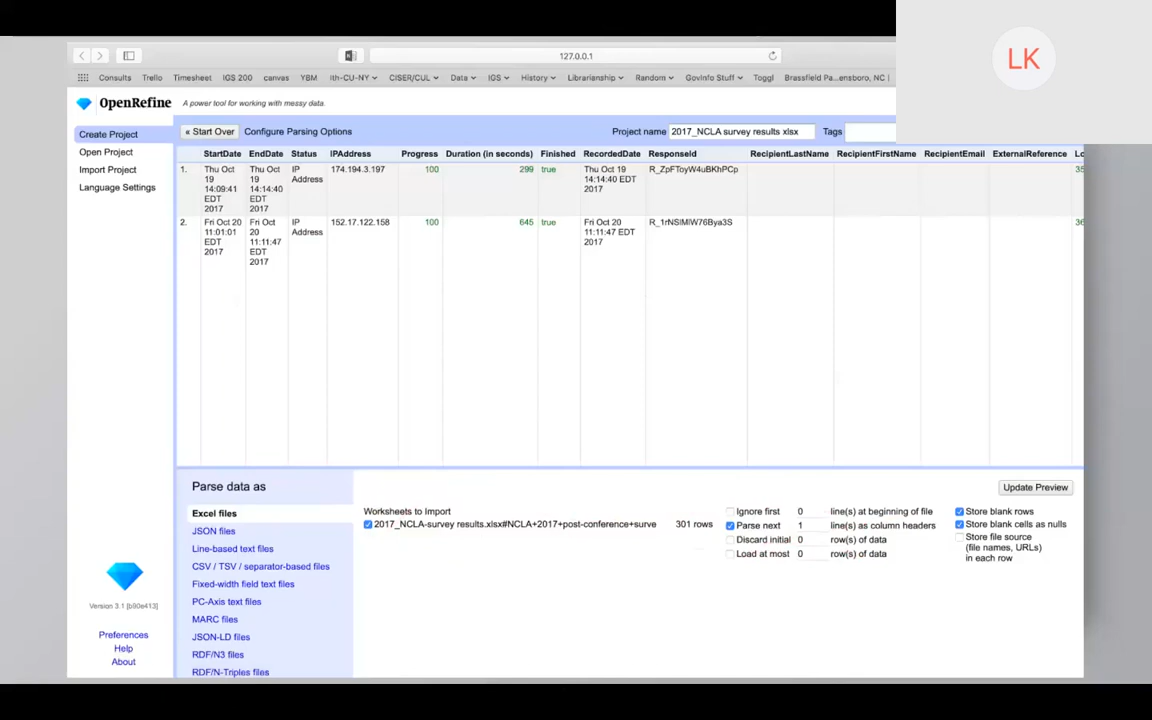 LK
127.0.0.1
Consults Trello Timesheet IGS 200 canvas YBM Ith-CU-NY CISER/CUL Data IGS History Librarianship Random GovInfo Stuff Toggl Brassfield Pa...ensboro, NC
OpenRefine A power tool for working with messy data.
Create Project
Open Project
Import Project
Language Settings
« Start Over Configure Parsing Options Project name 2017_NCLA survey results xlsx Tags
StartDate EndDate Status IPAddress Progress Duration (in seconds) Finished RecordedDate ResponseId RecipientLastName RecipientFirstName RecipientEmail ExternalReference Lo
1. Thu Oct 19 14:09:41 EDT 2017 Thu Oct 19 14:14:40 EDT 2017 IP Address 174.194.3.197 100 299 true Thu Oct 19 14:14:40 EDT 2017 R_ZpFToyW4uBKhPCp 35
2. Fri Oct 20 11:01:01 EDT 2017 Fri Oct 20 11:11:47 EDT 2017 IP Address 152.17.122.158 100 645 true Fri Oct 20 11:11:47 EDT 2017 R_1rNSIMIW76Bya3S 36
Parse data as
Excel files
JSON files
Line-based text files
CSV / TSV / separator-based files
Fixed-width field text files
PC-Axis text files
MARC files
JSON-LD files
RDF/N3 files
RDF/N-Triples files
Update Preview
Worksheets to Import
2017_NCLA-survey results.xlsx#NCLA+2017+post-conference+surve 301 rows
Ignore first 0 line(s) at beginning of file
Parse next 1 line(s) as column headers
Discard initial 0 row(s) of data
Load at most 0 row(s) of data
Store blank rows
Store blank cells as nulls
Store file source
(file names, URLs)
in each row
Version 3.1 [b90e413]
Preferences
Help
About